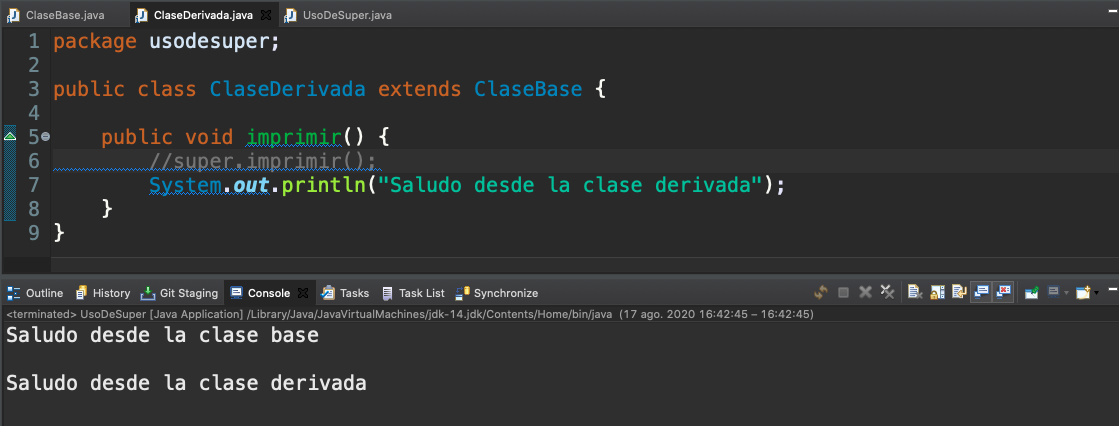 ClaseBase.java ClaseDerivada.java UsoDeSuper.java
1 package usodesuper;
2
3 public class ClaseDerivada extends ClaseBase {
4
5 public void imprimir() {
6 //super.imprimir();
7 System.out.println("Saludo desde la clase derivada");
8 }
9 }
Outline History Git Staging Console Tasks Task List Synchronize
<terminated> UsoDeSuper [Java Application] /Library/Java/JavaVirtualMachines/jdk-14.jdk/Contents/Home/bin/java (17 ago. 2020 16:42:45 – 16:42:45)
Saludo desde la clase base
Saludo desde la clase derivada